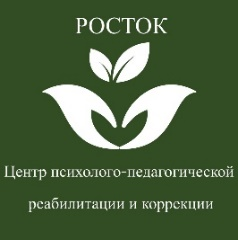 РОСТОК
Центр психолого-педагогической
реабилитации и коррекции